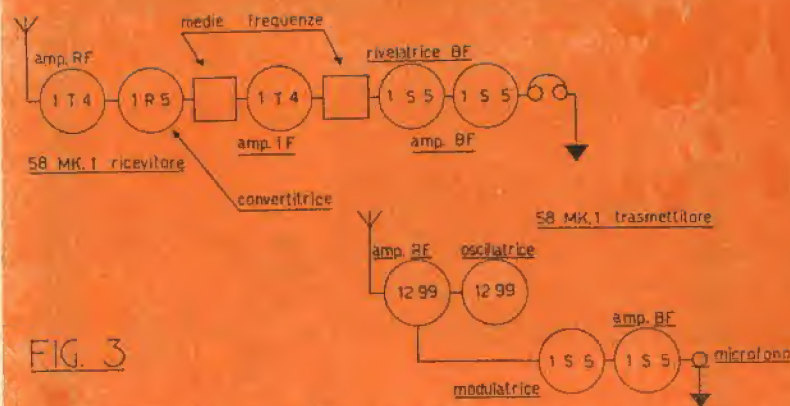 medie frequenze
amp. RF
rivelatrice BF
1 T 4
1 R 5
1 T 4
1 S 5
1 S 5
amp. IF
amp. BF
58 MK.1 ricevitore
convertitrice
58 MK.1 trasmettitore
amp. RF
oscillatrice
12 99
12 99
amp. BF
FIG. 3
1 S 5
1 S 5
microfono
modulatrice